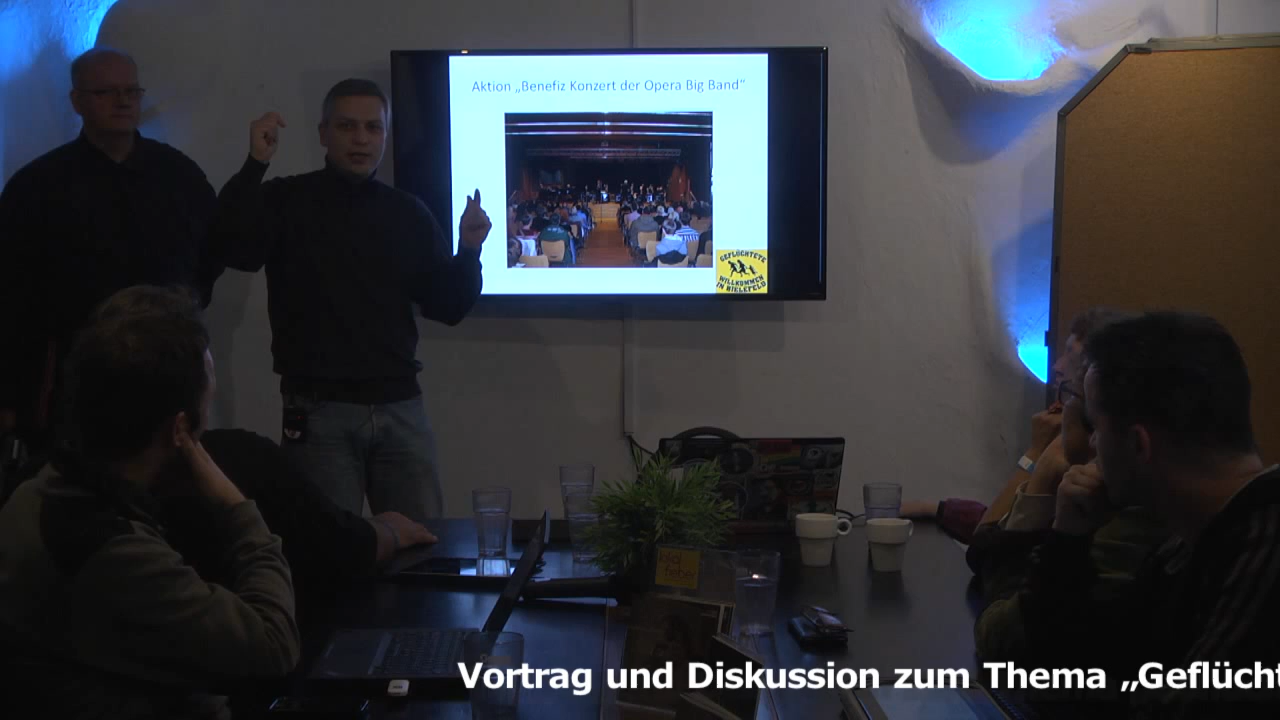 Aktion „Benefiz Konzert der Opera Big Band“
GEFLÜCHTETE
WILLKOMMEN
IN BIELEFELD
Vortrag und Diskussion zum Thema „Geflücht